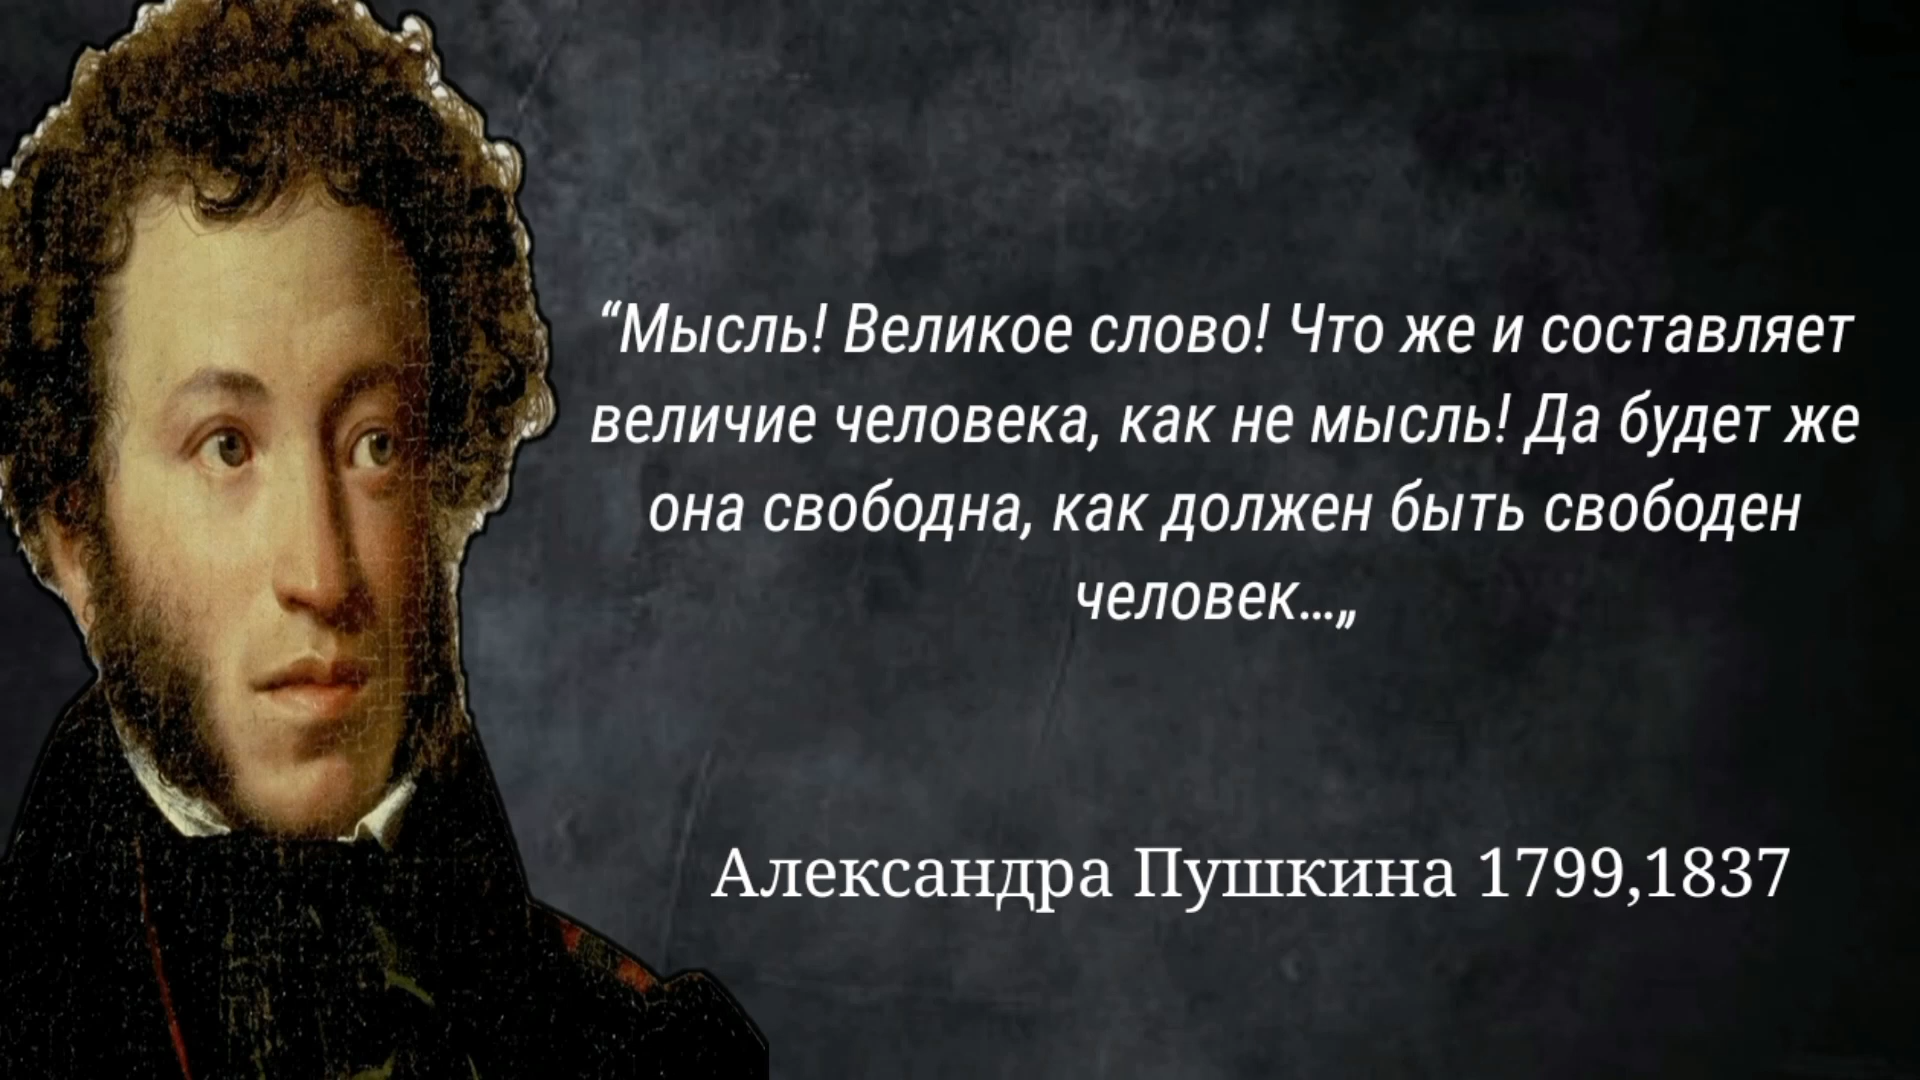 “Мысль! Великое слово! Что же и составляет
величие человека, как не мысль! Да будет же
она свободна, как должен быть свободен
человек...„
Александра Пушкина 1799,1837